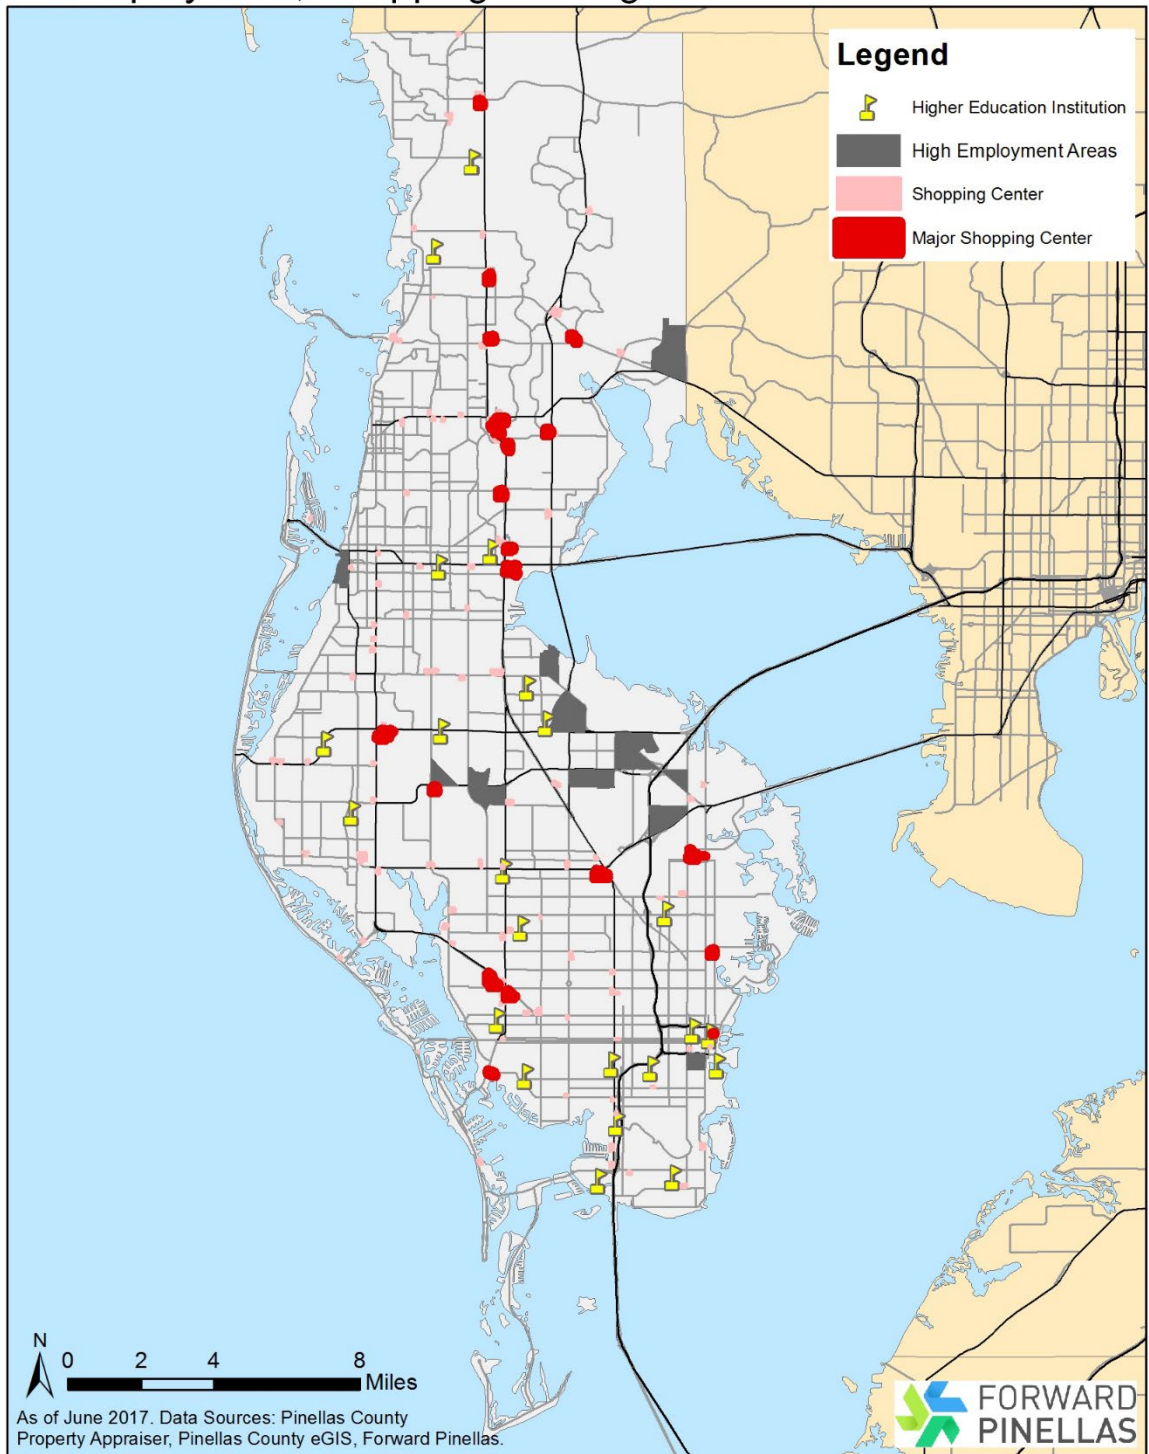 Legend
Higher Education Institution
High Employment Areas
Shopping Center
Major Shopping Center
N
0 2 4 8
Miles
As of June 2017. Data Sources: Pinellas County
Property Appraiser, Pinellas County eGIS, Forward Pinellas.
FORWARD
PINELLAS